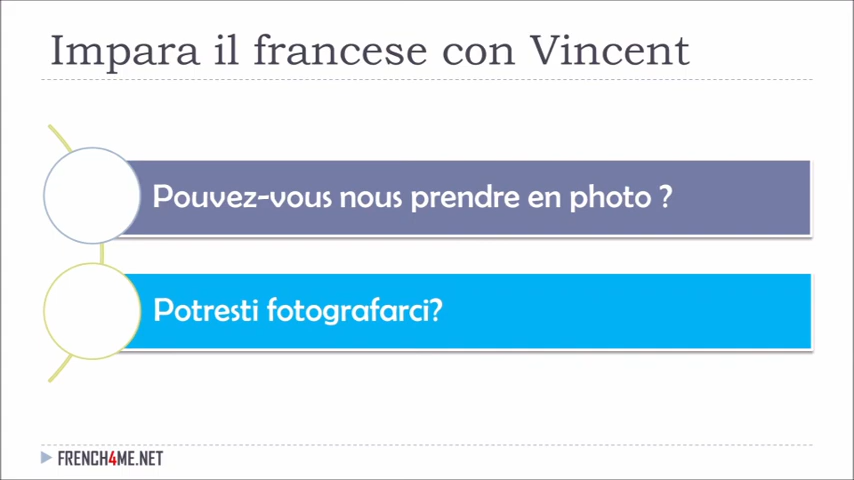 Impara il francese con Vincent
Pouvez-vous nous prendre en photo ?
Potresti fotografarci?
FRENCH4ME.NET